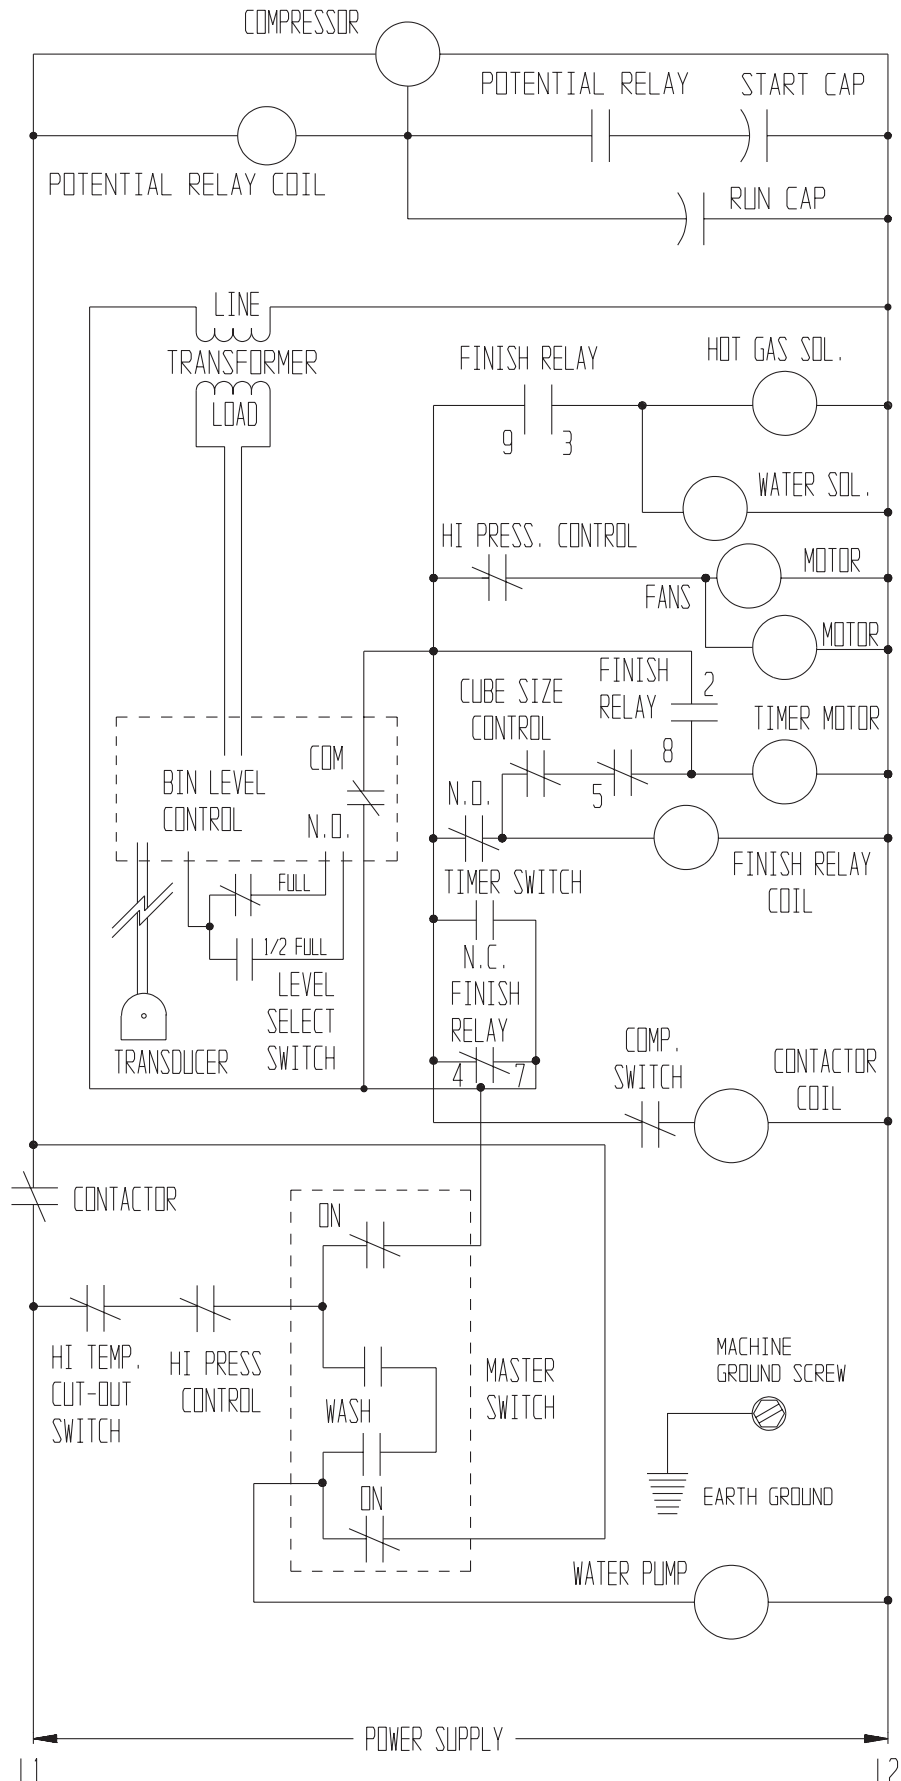 COMPRESSOR
POTENTIAL RELAY
START CAP
POTENTIAL RELAY COIL
RUN CAP
LINE
TRANSFORMER
LOAD
FINISH RELAY
HOT GAS SOL.
9
3
WATER SOL.
HI PRESS. CONTROL
MOTOR
FANS
MOTOR
FINISH
RELAY
2
8
CUBE SIZE
CONTROL
TIMER MOTOR
5
COM
BIN LEVEL
CONTROL
N.O.
N.O.
TIMER SWITCH
FINISH RELAY
COIL
FULL
1/2 FULL
LEVEL
SELECT
SWITCH
N.C.
FINISH
RELAY
4
7
TRANSDUCER
COMP.
SWITCH
CONTACTOR
COIL
CONTACTOR
ON
HI TEMP.
CUT-OUT
SWITCH
HI PRESS
CONTROL
WASH
MASTER
SWITCH
ON
MACHINE
GROUND SCREW
EARTH GROUND
WATER PUMP
POWER SUPPLY
L1
L2